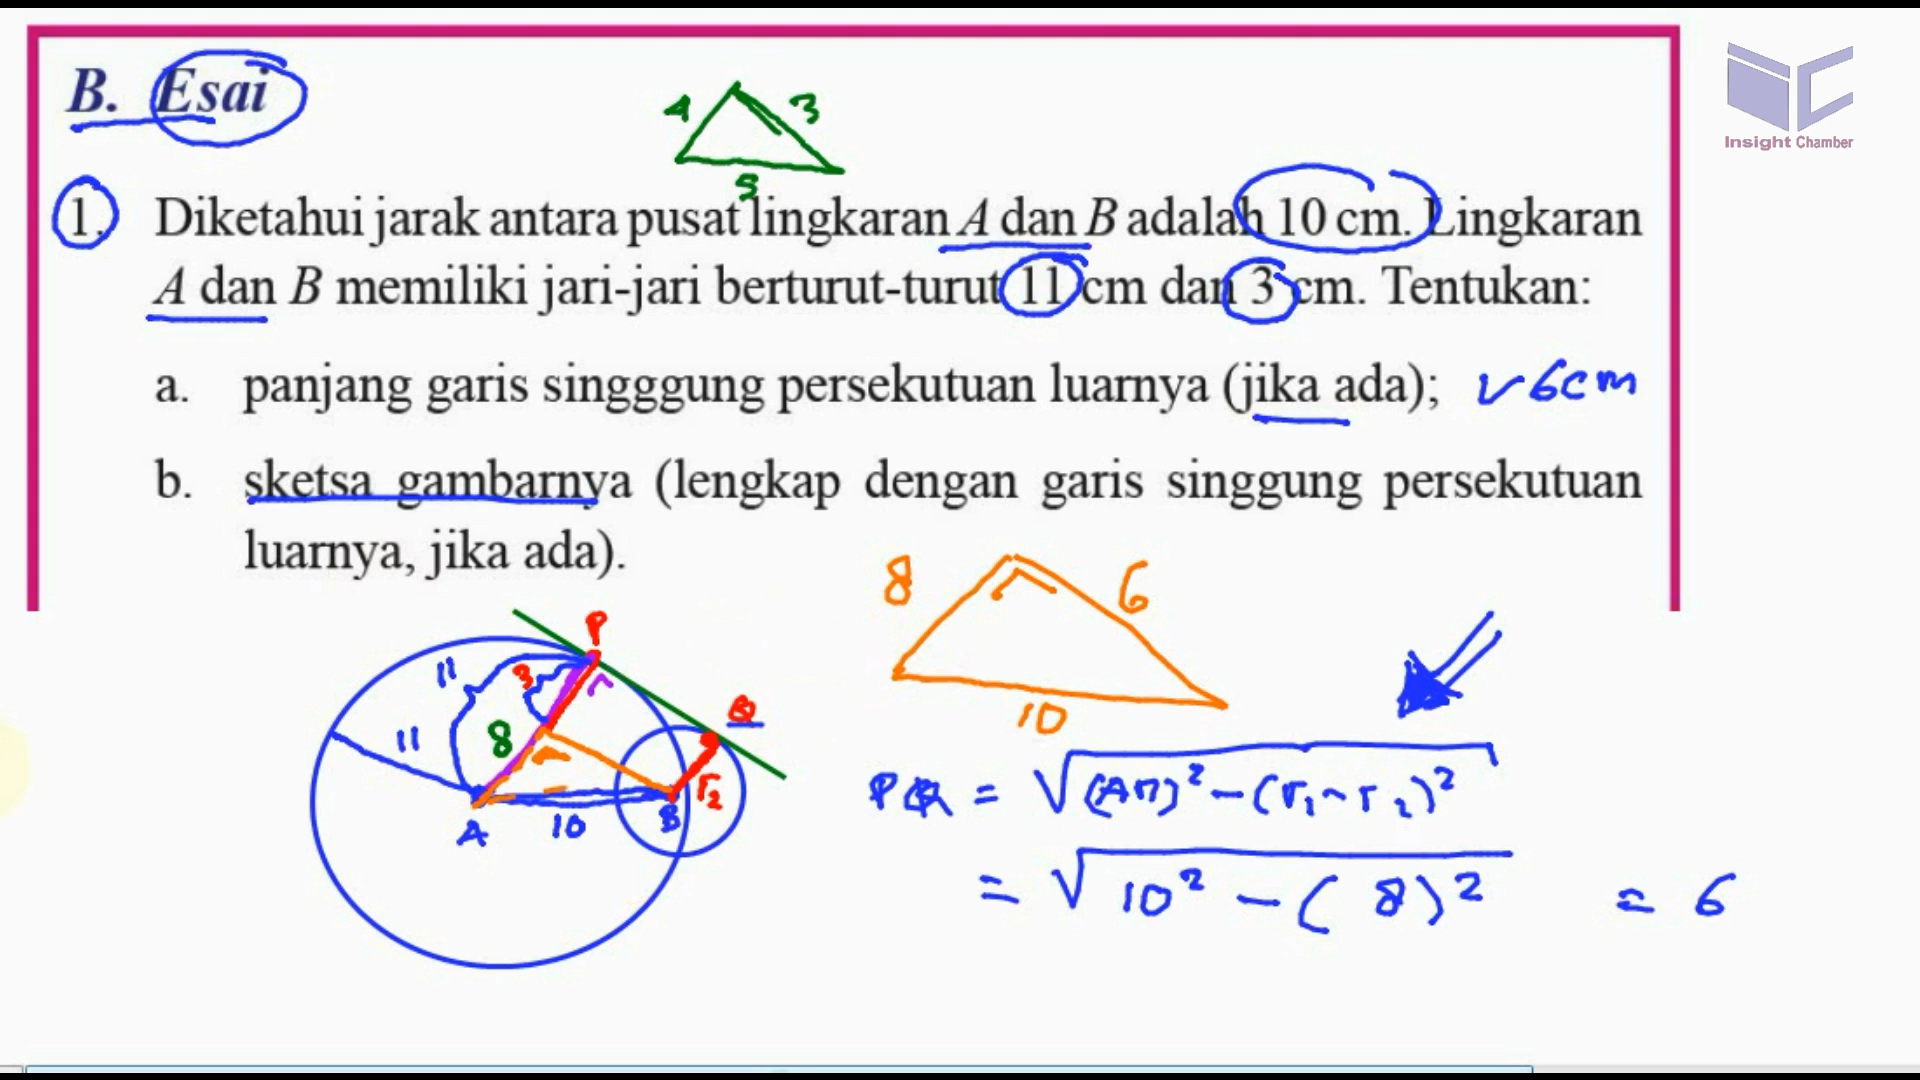 B. Esai
4
3
5
Insight Chamber
1. Diketahui jarak antara pusat lingkaran A dan B adalah 10 cm. Lingkaran
A dan B memiliki jari-jari berturut-turut 11 cm dan 3 cm. Tentukan:
a. panjang garis singggung persekutuan luarnya (jika ada); ✓ 6 cm
b. sketsa gambarnya (lengkap dengan garis singgung persekutuan
luarnya, jika ada).
8
6
10
P
11
3
Q
11
8
r₂
A
10
B
PQ = √(AB)² - (r₁ - r₂)²
= √10² - (8)² = 6